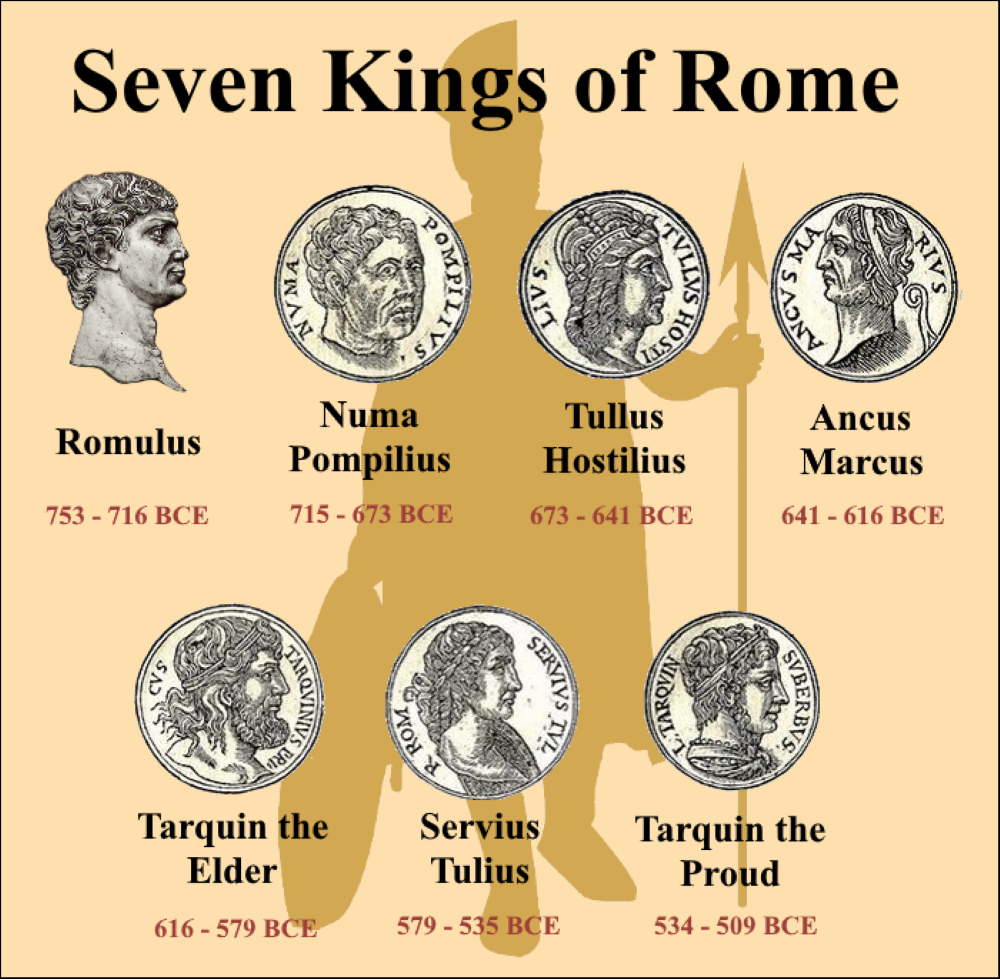 Seven Kings of Rome
NVMA POMPILIVS.
TVLLVS HOSTI LIVS.
ANCVS MA RIVS
Romulus
Numa
Pompilius
Tullus
Hostilius
Ancus
Marcus
753 - 716 BCE
715 - 673 BCE
673 - 641 BCE
641 - 616 BCE
TARQVINIVS PRI CVS
SERVIVS TVL. R. ROM
L. TARQVIN SVBERBVS.
Tarquin the
Elder
Servius
Tulius
Tarquin the
Proud
616 - 579 BCE
579 - 535 BCE
534 - 509 BCE